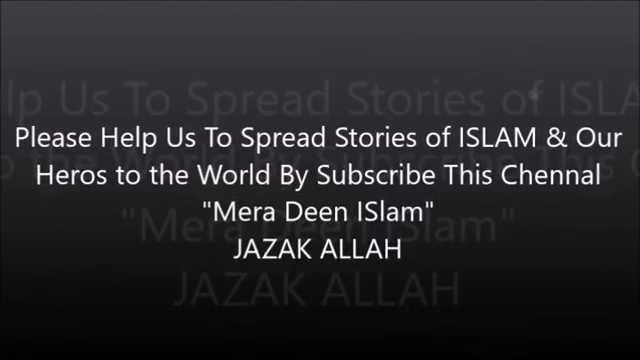 Please Help Us To Spread Stories of ISLAM & Our
Heros to the World By Subscribe This Chennal
"Mera Deen ISlam"
JAZAK ALLAH